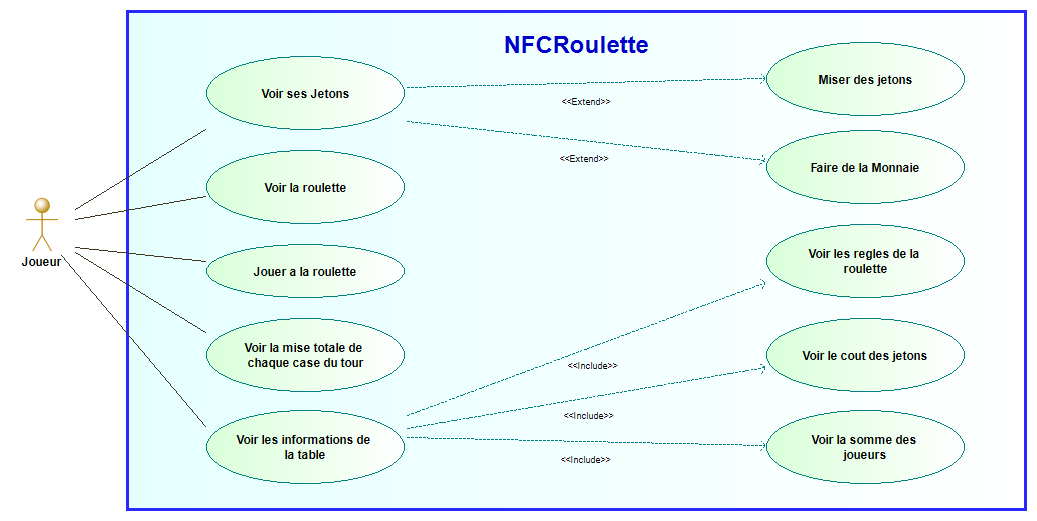 NFCRoulette
Voir ses Jetons
<<Extend>>
Miser des jetons
<<Extend>>
Faire de la Monnaie
Voir la roulette
Joueur
Jouer a la roulette
Voir les regles de la
roulette
Voir la mise totale de
chaque case du tour
<<Include>>
Voir le cout des jetons
<<Include>>
Voir les informations de
la table
<<Include>>
Voir la somme des
joueurs